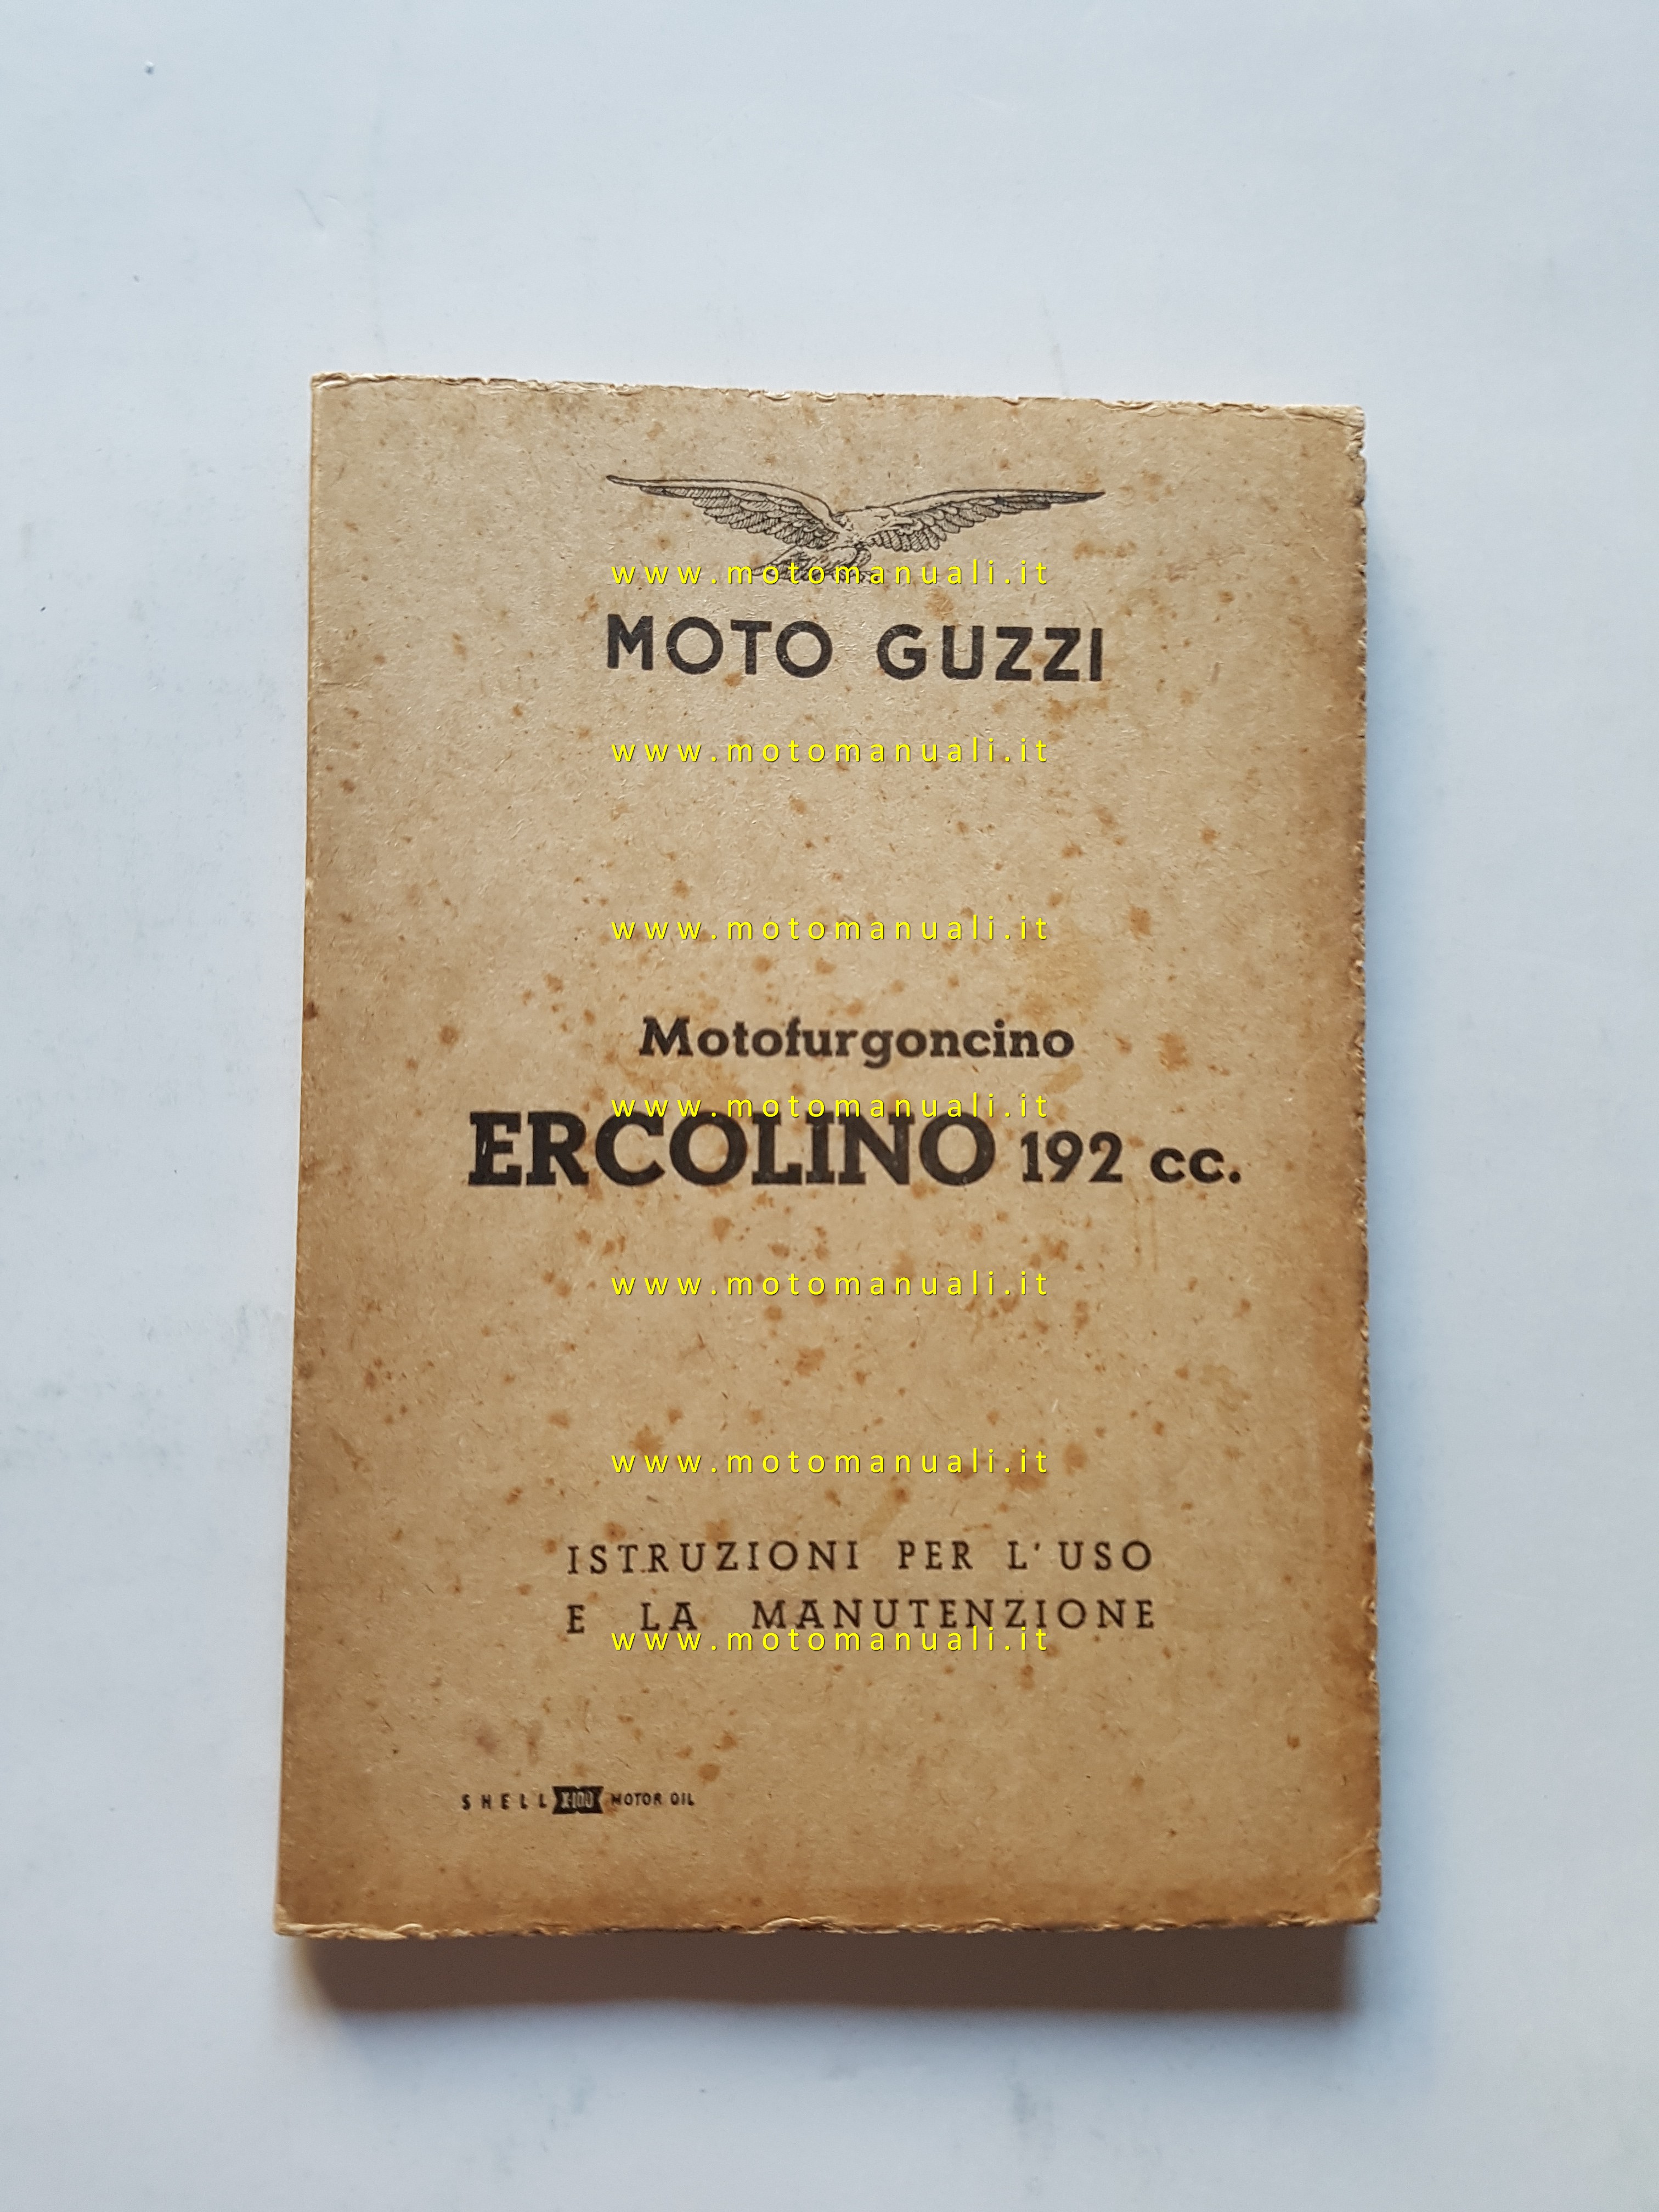 www.motomanuali.it
MOTO GUZZI
www.motomanuali.it
www.motomanuali.it
Motofurgoncino
www.motomanuali.it
ERCOLINO 192 cc.
www.motomanuali.it
www.motomanuali.it
ISTRUZIONI PER L'USO
E LA MANUTENZIONE
www.motomanuali.it
SHELL X-100 MOTOR OIL